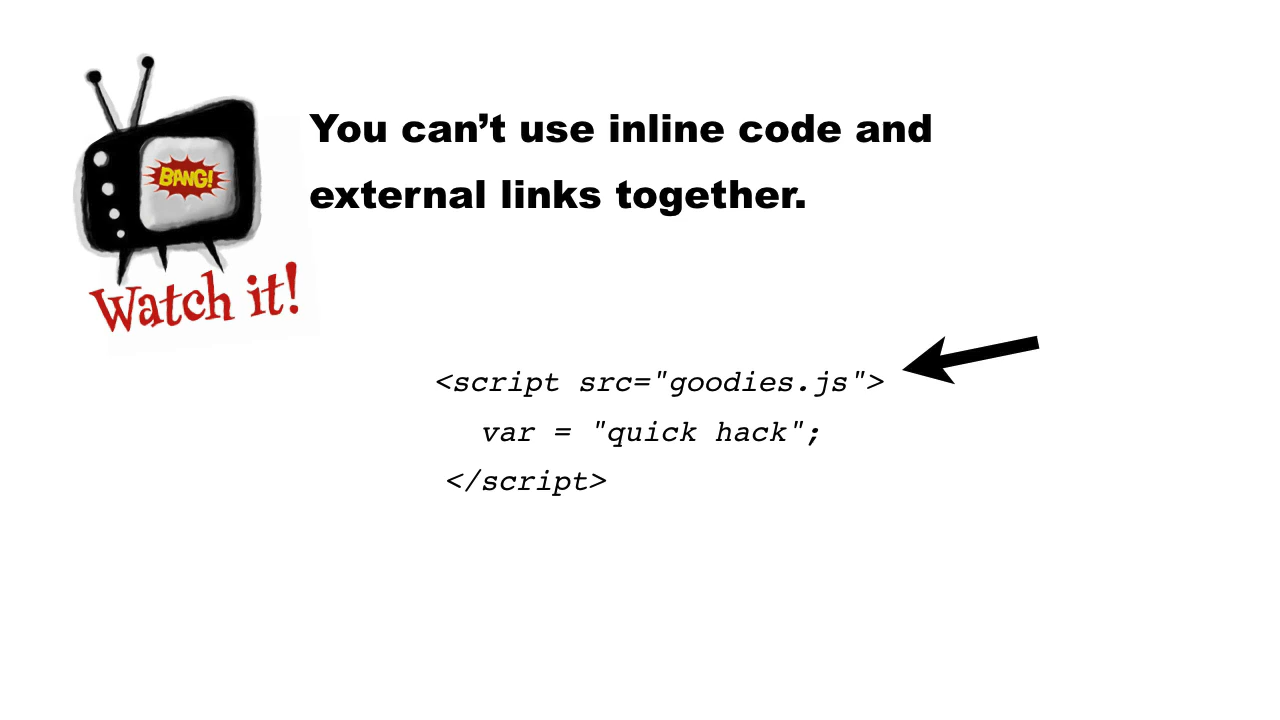 You can’t use inline code and
external links together.
BANG!
Watch it!
<script src="goodies.js">
var = "quick hack";
</script>